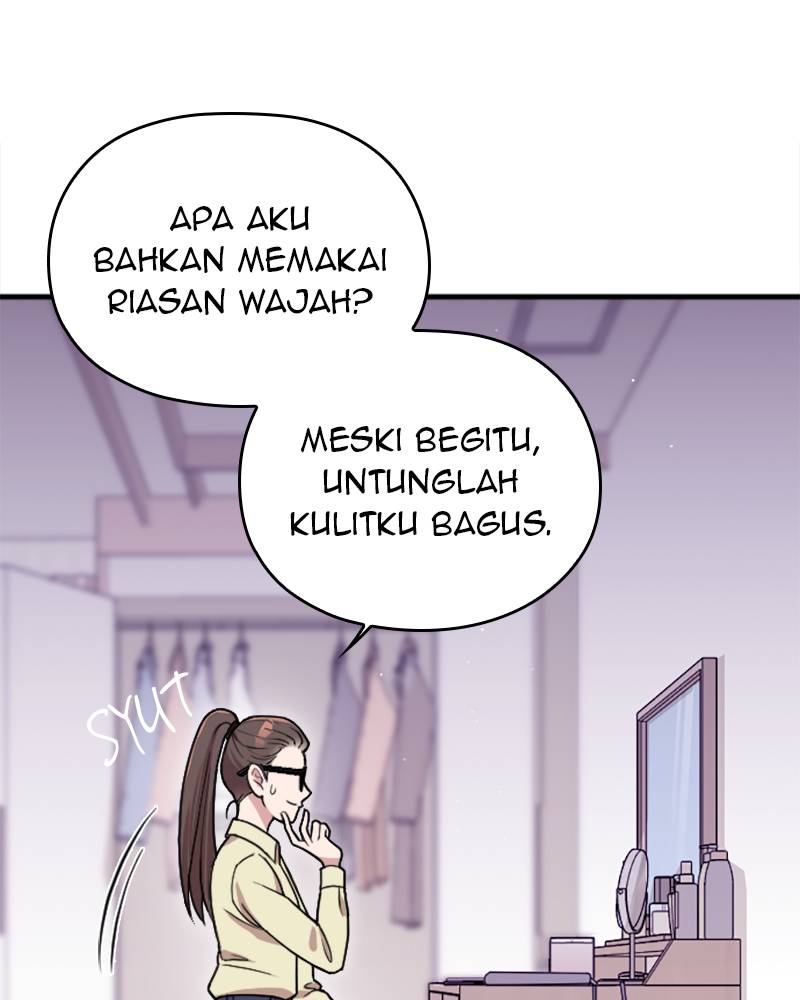 APA AKU
BAHKAN MEMAKAI
RIASAN WAJAH?
MESKI BEGITU,
UNTUNGLAH
KULITKU BAGUS.
SYUT